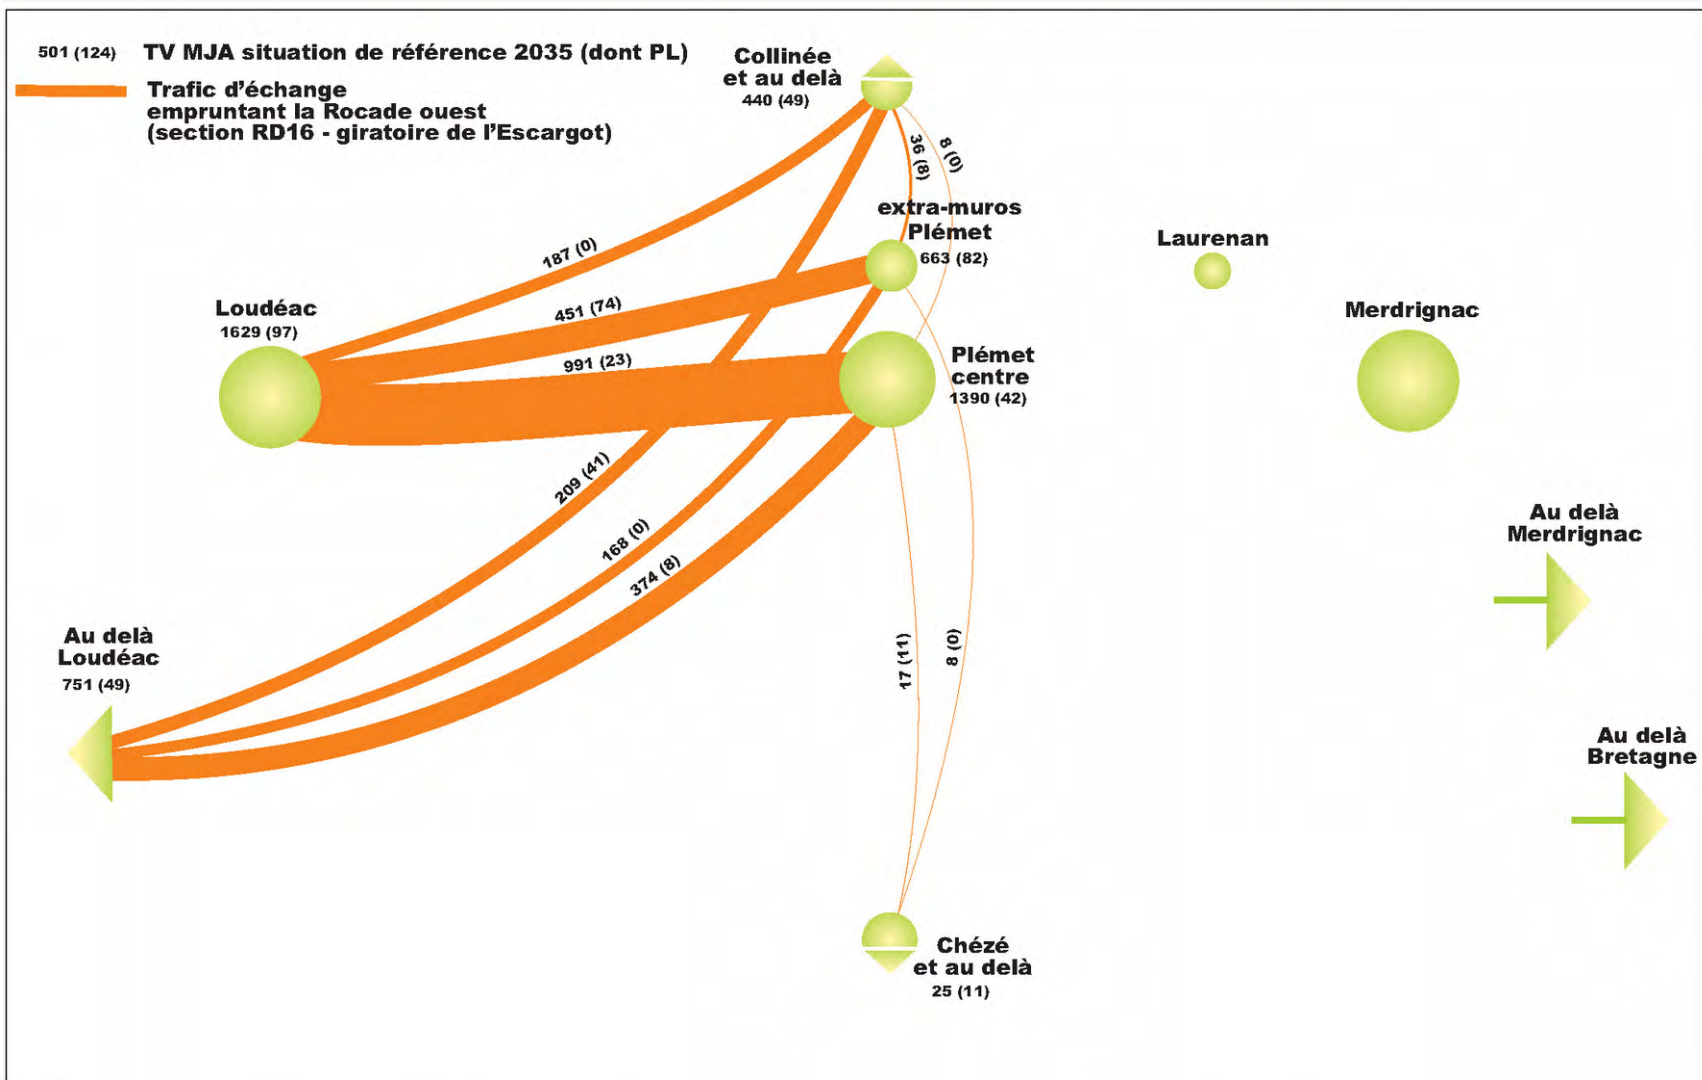 501 (124) TV MJA situation de référence 2035 (dont PL)
Trafic d'échange
empruntant la Rocade ouest
(section RD16 - giratoire de l'Escargot)
Collinée
et au delà
440 (49)
36 (8)
8 (0)
extra-muros
Plémet
663 (82)
187 (0)
451 (74)
Loudéac
1629 (97)
991 (23)
Plémet
centre
1390 (42)
Laurenan
Merdrignac
209 (41)
168 (0)
374 (8)
17 (11)
8 (0)
Au delà
Merdrignac
Au delà
Loudéac
751 (49)
Au delà
Bretagne
Chézé
et au delà
25 (11)